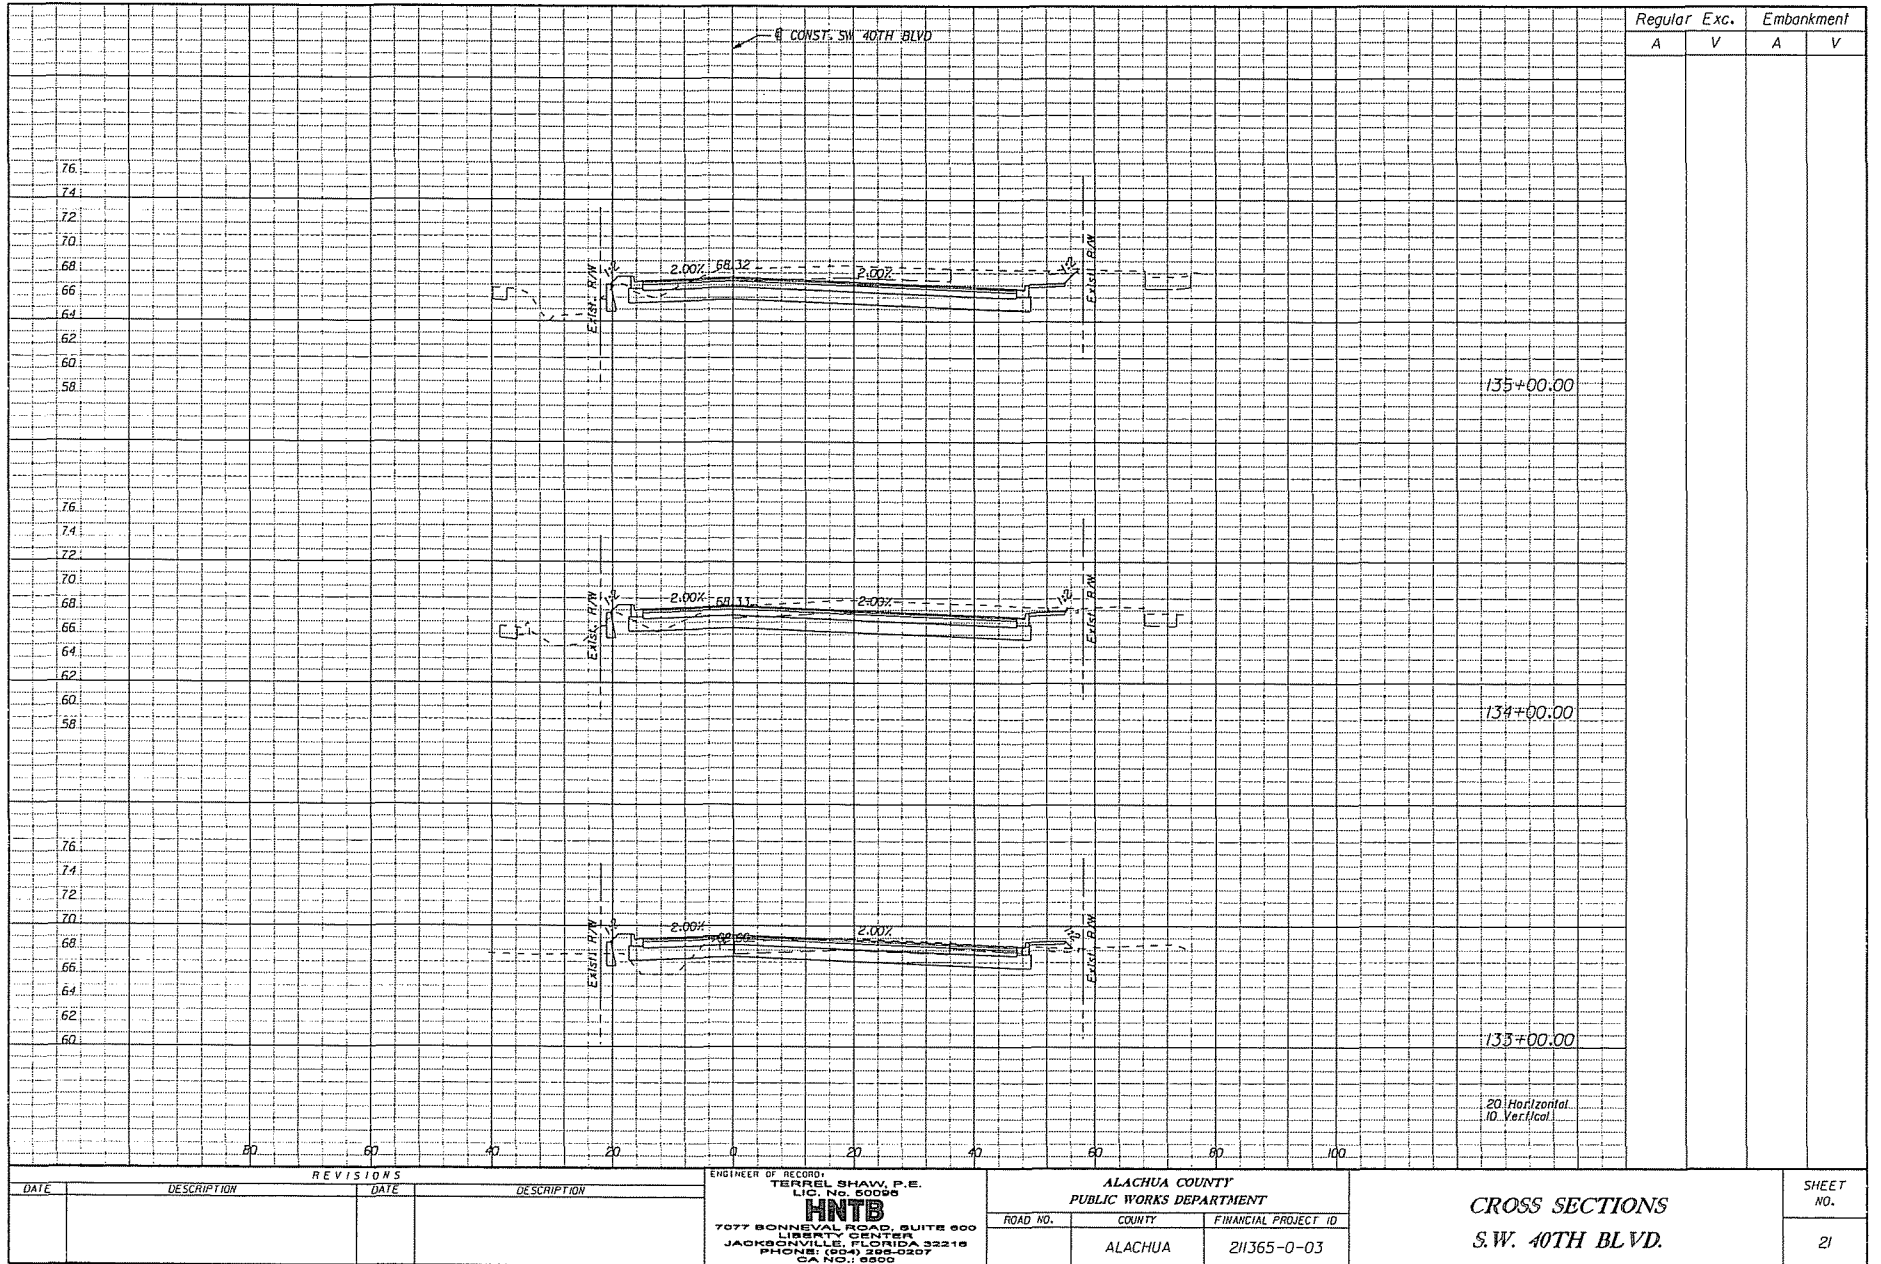 Regular Exc. Embankment
A V A V
℄ CONST. SW 40TH BLVD
76
74
72
70
68
66
64
62
60
58
Exist. R/W
1:2
2.00% 68.32 2.00%
1:2
Exist. R/W
135+00.00
76
74
72
70
68
66
64
62
60
58
Exist. R/W
1:2
2.00% 68.33 2.00%
1:2
Exist. R/W
134+00.00
76
74
72
70
68
66
64
62
60
Exist. R/W
2.00% 2.00%
Exist. R/W
133+00.00
20 Horizontal
10 Vertical
80 60 40 20 0 20 40 60 80 100
REVISIONS
DATE DESCRIPTION DATE DESCRIPTION
ENGINEER OF RECORD:
TERREL SHAW, P.E.
LIC. No. 50096
HNTB
7077 BONNEVAL ROAD, SUITE 600
LIBERTY CENTER
JACKSONVILLE, FLORIDA 32216
PHONE: (904) 296-0207
CA NO.: 6500
ALACHUA COUNTY
PUBLIC WORKS DEPARTMENT
ROAD NO. COUNTY FINANCIAL PROJECT ID
ALACHUA 211365-0-03
CROSS SECTIONS
S.W. 40TH BLVD.
SHEET
NO.
21